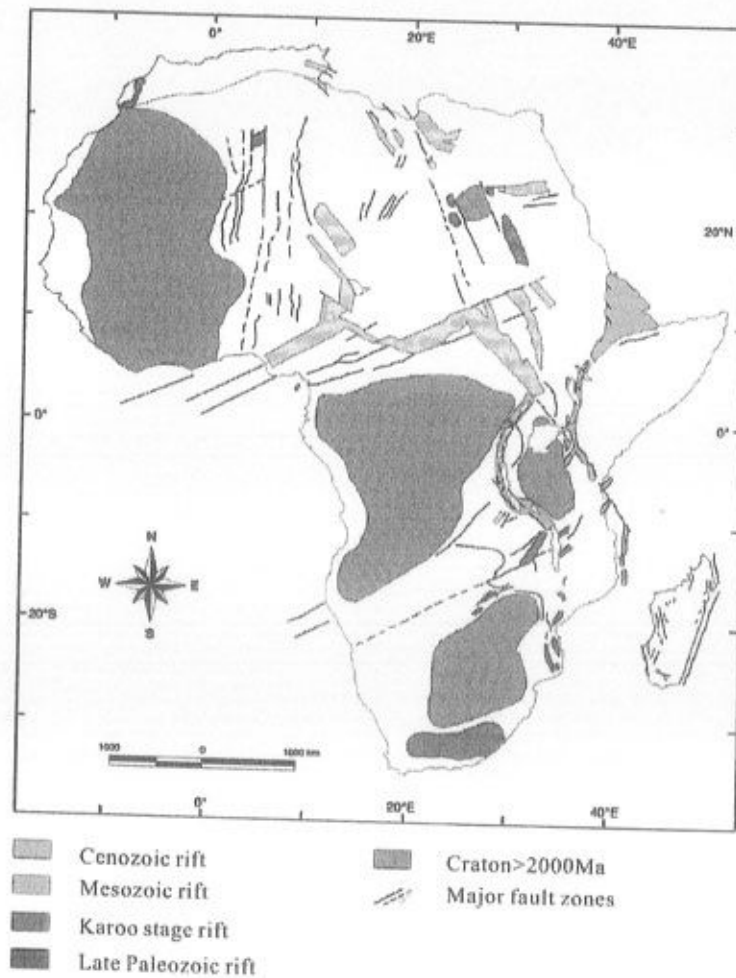 0° 20°E 40°E
20°N
0° 0°
N
W E
S
20°S
1000 0 1000 km
0° 20°E 40°E
Cenozoic rift
Mesozoic rift
Karoo stage rift
Late Paleozoic rift
Craton>2000Ma
Major fault zones